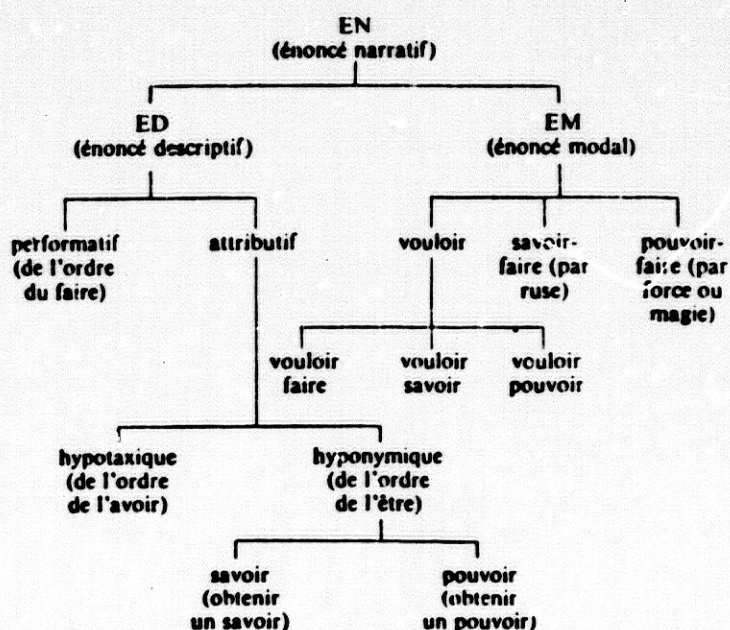 EN
(énoncé narratif)
ED
(énoncé descriptif)
EM
(énoncé modal)
performatif
(de l'ordre
du faire)
attributif
vouloir
savoir-
faire (par
ruse)
pouvoir-
faire (par
force ou
magie)
vouloir
faire
vouloir
savoir
vouloir
pouvoir
hypotaxique
(de l'ordre
de l'avoir)
hyponymique
(de l'ordre
de l'être)
savoir
(obtenir
un savoir)
pouvoir
(obtenir
un pouvoir)